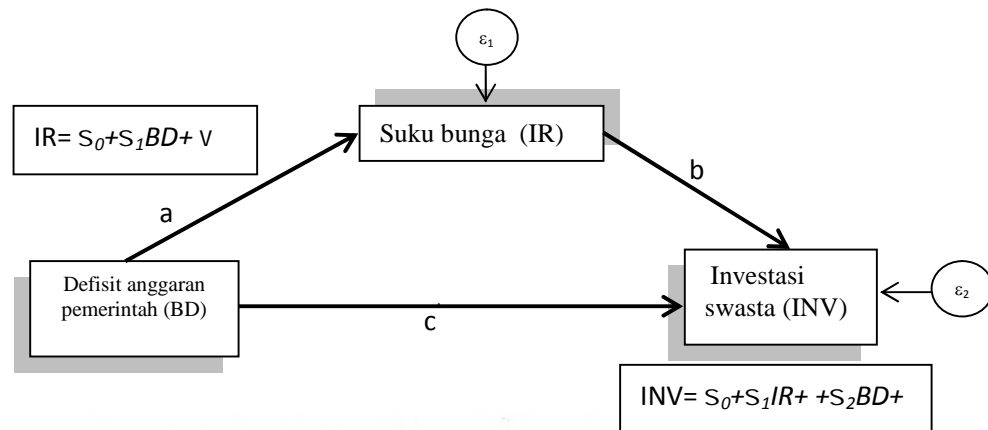 ε1
IR= S0+S1BD+ V
Suku bunga (IR)
a
b
Defisit anggaran
pemerintah (BD)
c
Investasi
swasta (INV)
ε2
INV= S0+S1IR+ +S2BD+